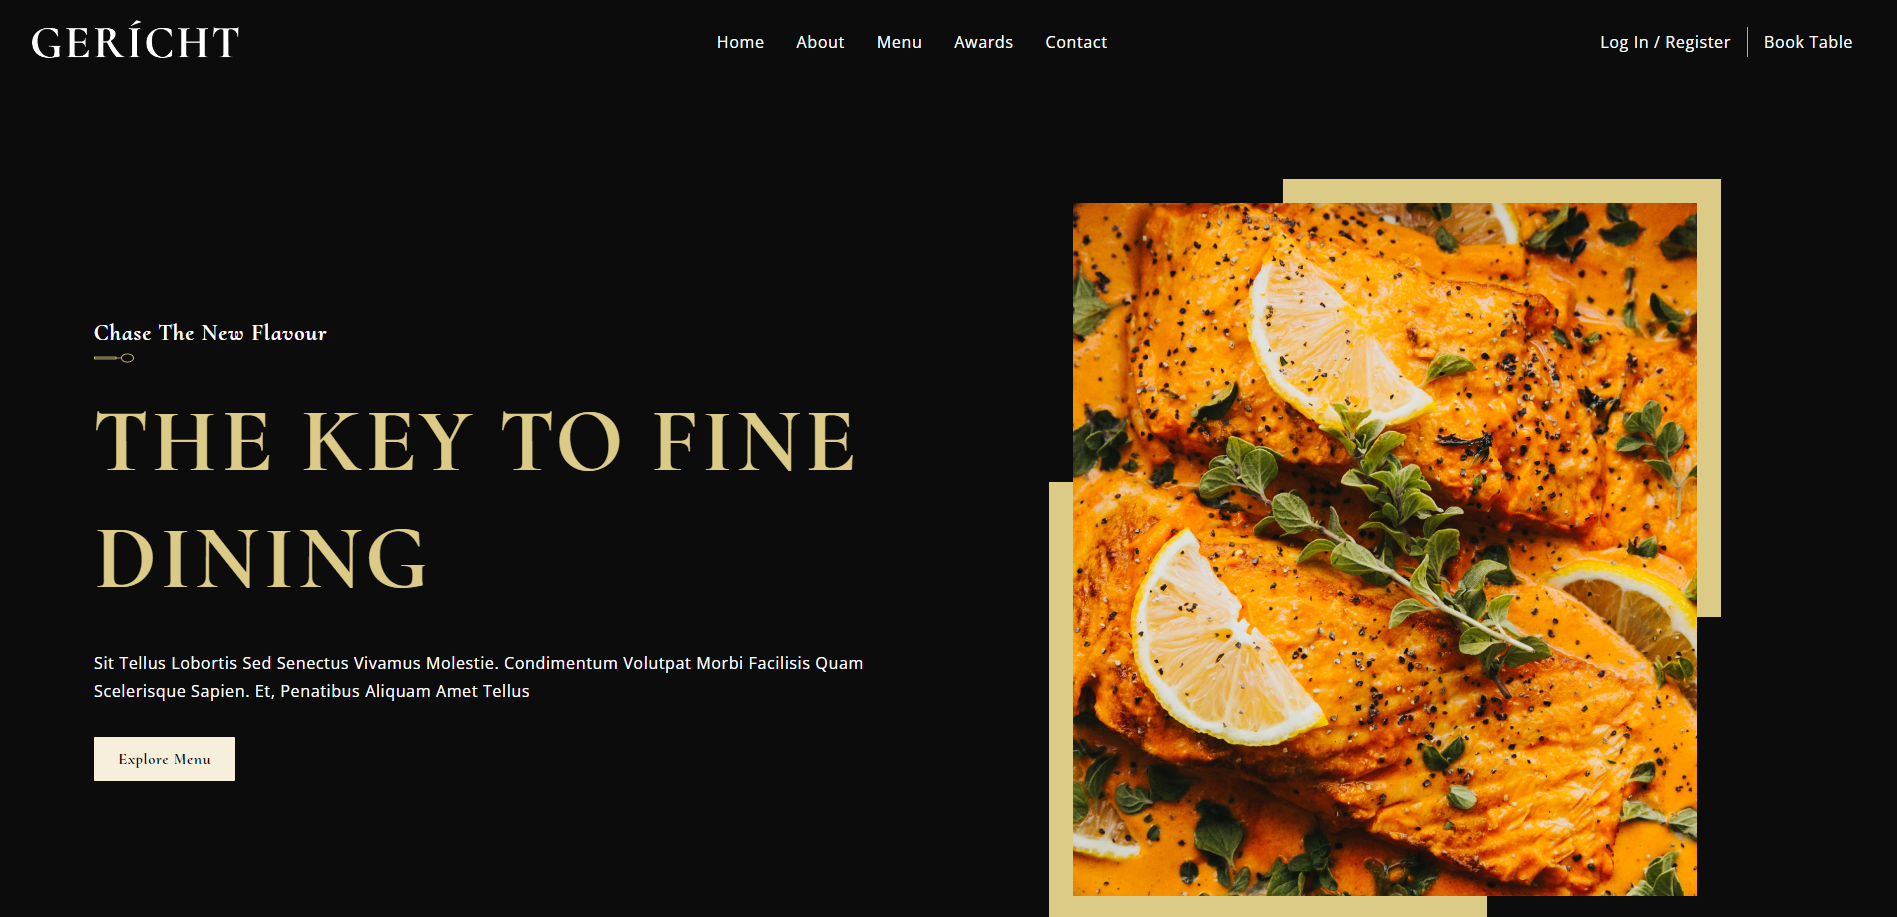 GERÍCHT
Home About Menu Awards Contact
Log In / Register Book Table
Chase The New Flavour
THE KEY TO FINE
DINING
Sit Tellus Lobortis Sed Senectus Vivamus Molestie. Condimentum Volutpat Morbi Facilisis Quam
Scelerisque Sapien. Et, Penatibus Aliquam Amet Tellus
Explore Menu